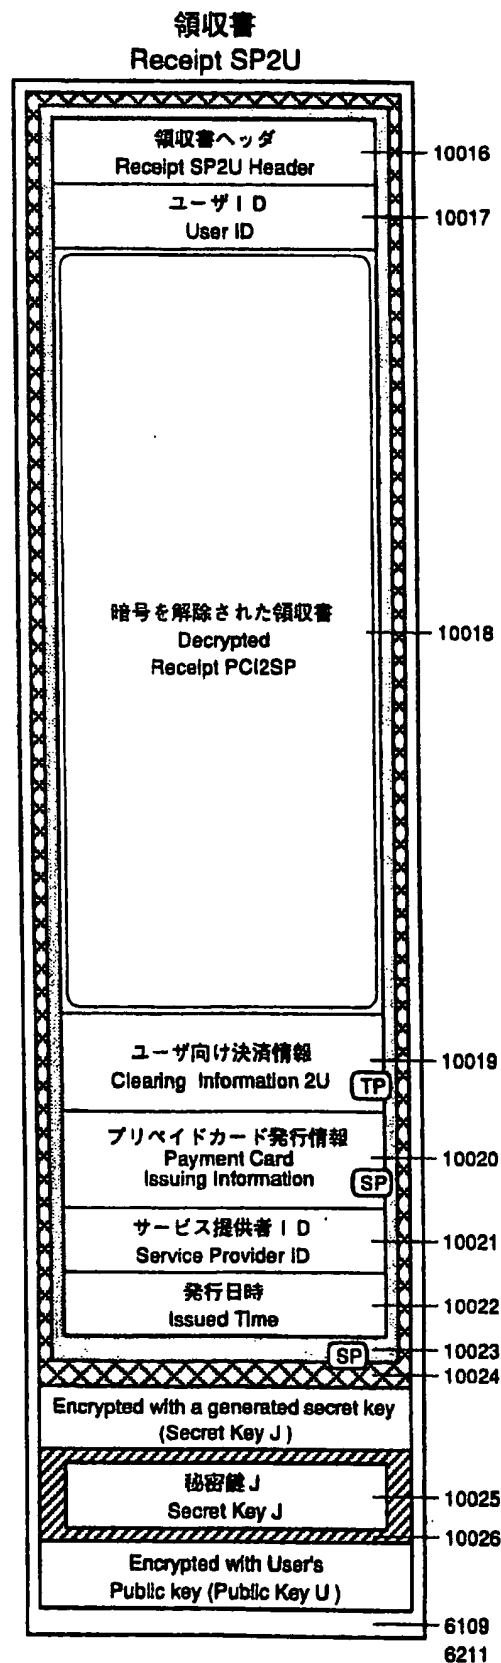 領収書
Receipt SP2U
領収書ヘッダ
Receipt SP2U Header
10016
ユーザID
User ID
10017
暗号を解除された領収書
Decrypted
Receipt PCI2SP
10018
ユーザ向け決済情報
Clearing Information 2U
TP
10019
プリペイドカード発行情報
Payment Card
Issuing Information
SP
10020
サービス提供者ID
Service Provider ID
10021
発行日時
Issued Time
10022
SP
10023
10024
Encrypted with a generated secret key
(Secret Key J )
秘密鍵J
Secret Key J
10025
10026
Encrypted with User's
Public key (Public Key U )
6109
6211